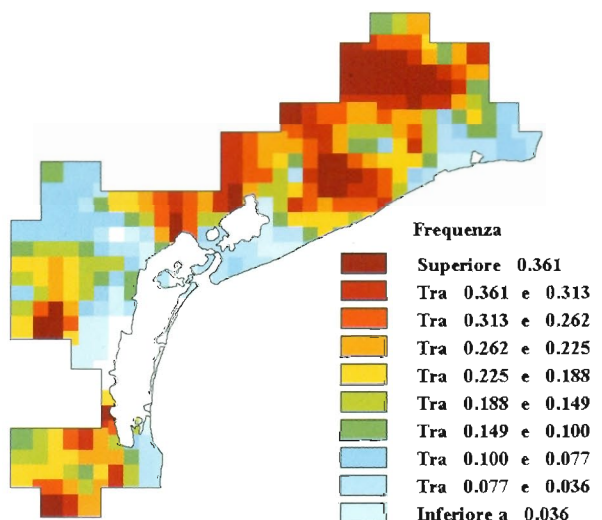 Frequenza
Superiore 0.361
Tra 0.361 e 0.313
Tra 0.313 e 0.262
Tra 0.262 e 0.225
Tra 0.225 e 0.188
Tra 0.188 e 0.149
Tra 0.149 e 0.100
Tra 0.100 e 0.077
Tra 0.077 e 0.036
Inferiore a 0.036